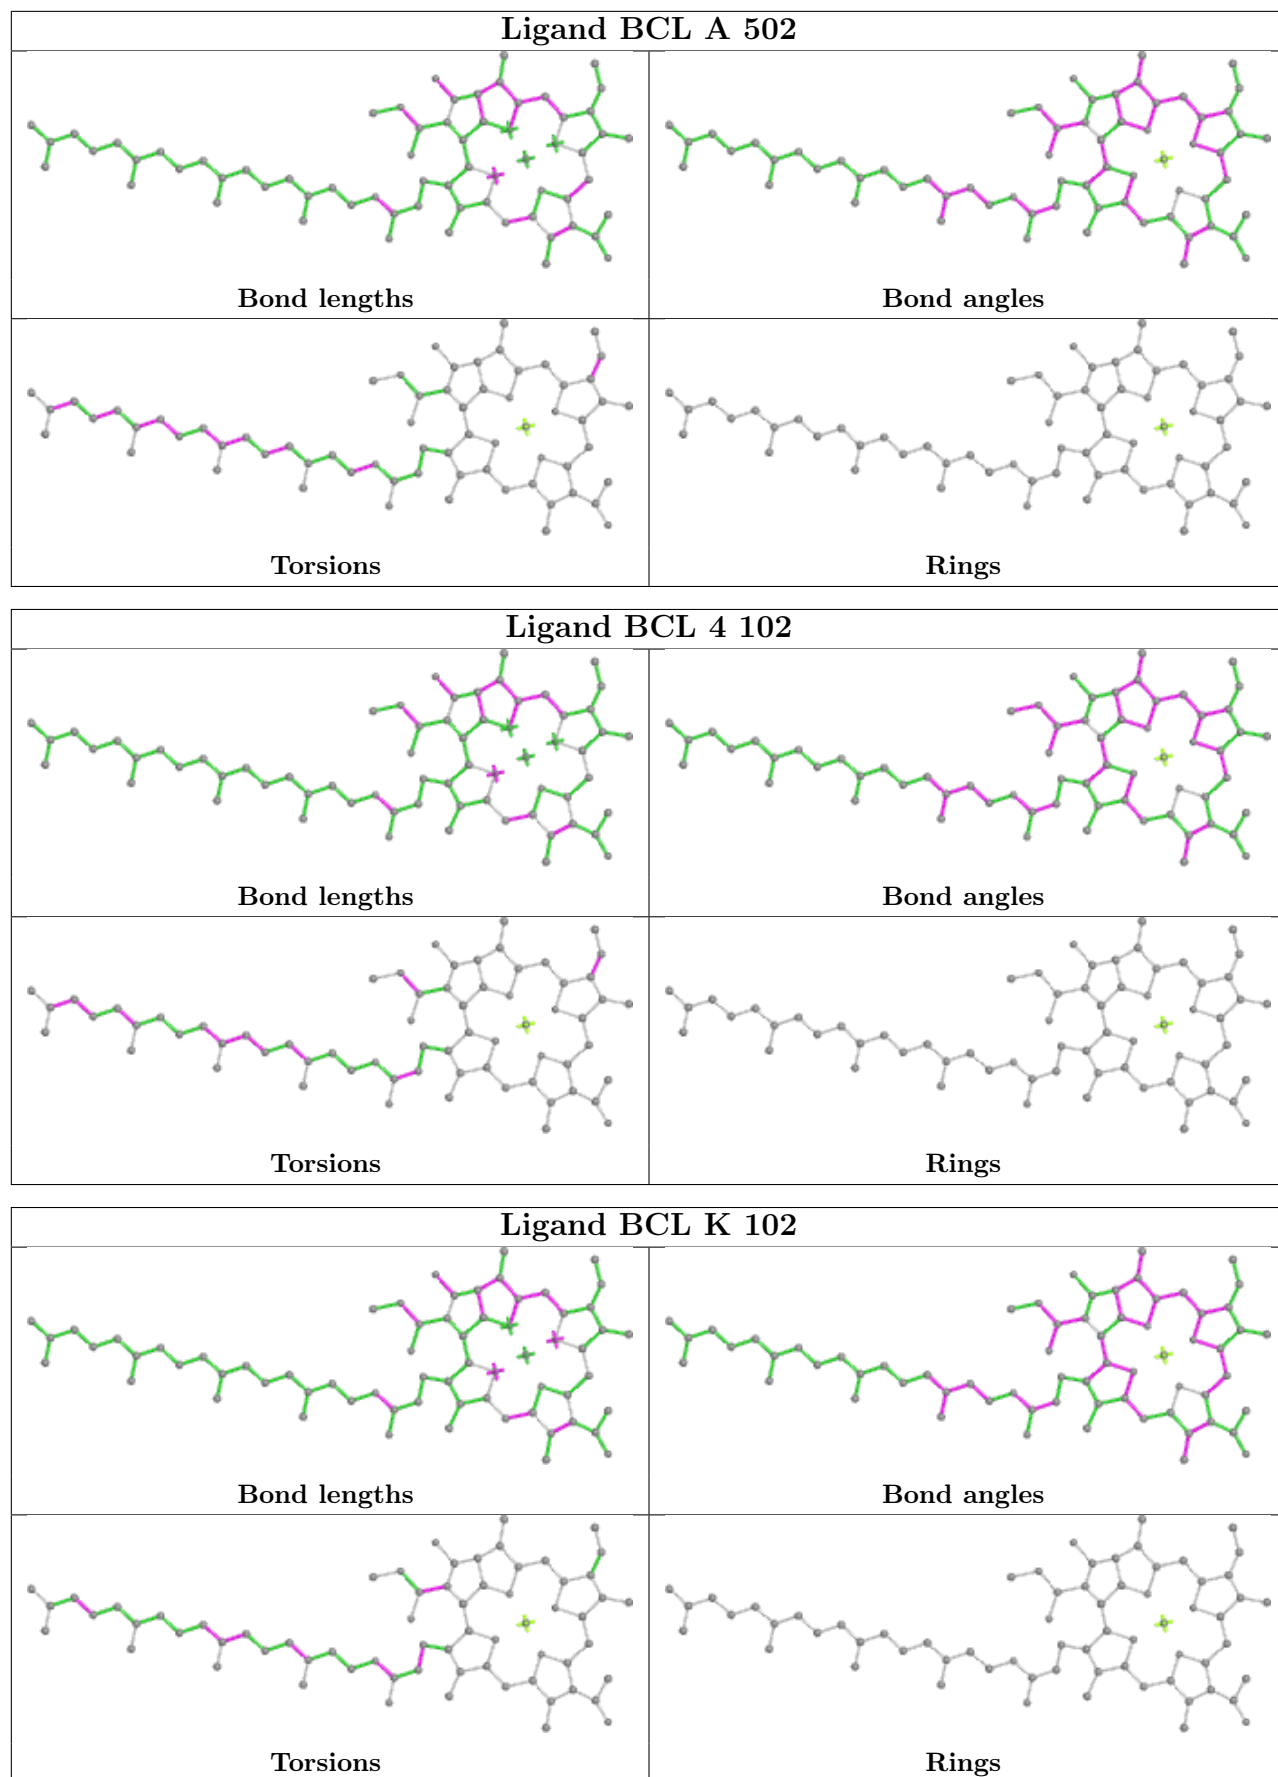 Ligand BCL A 502
Bond lengths
Bond angles
Torsions
Rings
Ligand BCL 4 102
Bond lengths
Bond angles
Torsions
Rings
Ligand BCL K 102
Bond lengths
Bond angles
Torsions
Rings